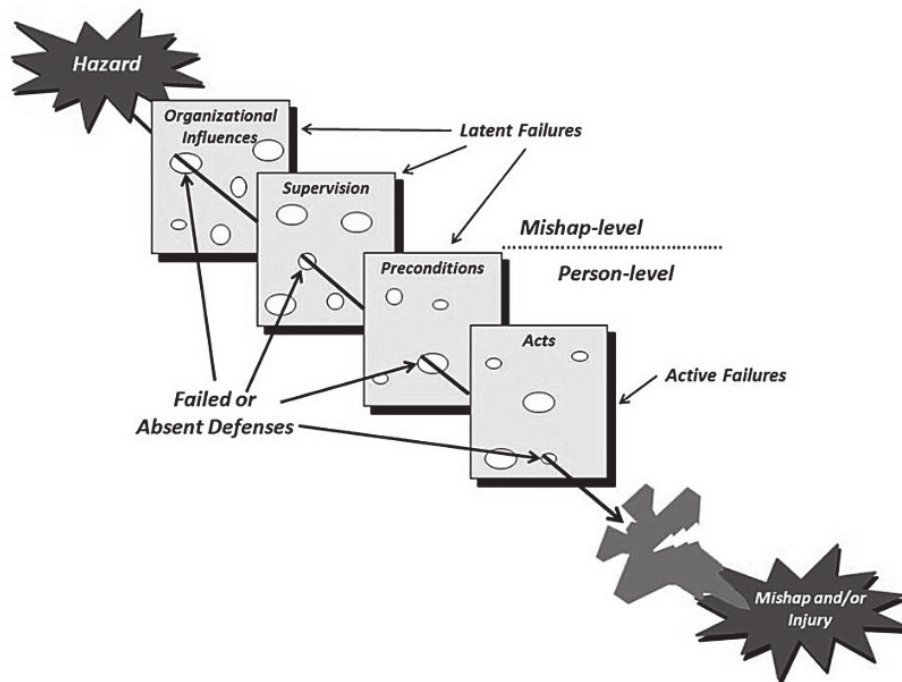 Hazard
Organizational
Influences
Latent Failures
Supervision
Mishap-level
Preconditions
Person-level
Acts
Active Failures
Failed or
Absent Defenses
Mishap and/or
Injury